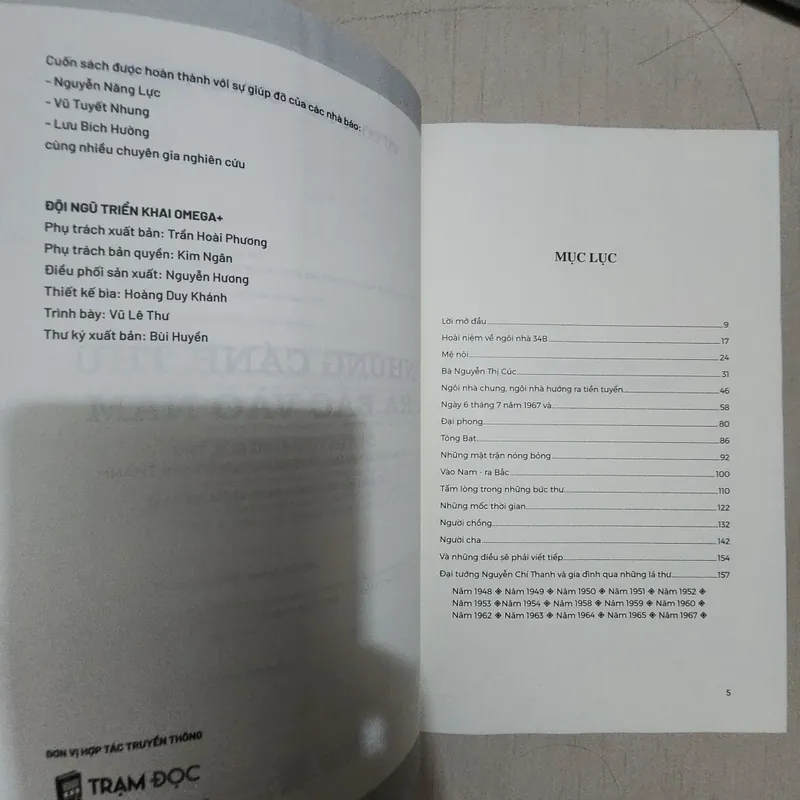 Cuốn sách được hoàn thành với sự giúp đỡ của các nhà báo:
- Nguyễn Năng Lực
- Vũ Tuyết Nhung
- Lưu Bích Hường
cùng nhiều chuyên gia nghiên cứu
ĐỘI NGŨ TRIỂN KHAI OMEGA+
Phụ trách xuất bản: Trần Hoài Phương
Phụ trách bản quyền: Kim Ngân
Điều phối sản xuất: Nguyễn Hương
Thiết kế bìa: Hoàng Duy Khánh
Trình bày: Vũ Lê Thư
Thư ký xuất bản: Bùi Huyền
ĐƠN VỊ HỢP TÁC TRUYỀN THÔNG
TRẠM ĐỌC
MỤC LỤC
Lời mở đầu 9
Hoài niệm về ngôi nhà 34B 17
Mệ nội 24
Bà Nguyễn Thị Cúc 31
Ngôi nhà chung, ngôi nhà hướng ra tiền tuyến 46
Ngày 6 tháng 7 năm 1967 và 58
Đại phong 80
Tòng Bạt 86
Những mặt trận nóng bỏng 92
Vào Nam - ra Bắc 100
Tấm lòng trong những bức thư 110
Những mốc thời gian 122
Người chồng 132
Người cha 142
Và những điều sẽ phải viết tiếp 154
Đại tướng Nguyễn Chí Thanh và gia đình qua những lá thư 157
Năm 1948 ◈ Năm 1949 ◈ Năm 1950 ◈ Năm 1951 ◈ Năm 1952 ◈
Năm 1953 ◈ Năm 1954 ◈ Năm 1958 ◈ Năm 1959 ◈ Năm 1960 ◈
Năm 1962 ◈ Năm 1963 ◈ Năm 1964 ◈ Năm 1965 ◈ Năm 1967 ◈
5